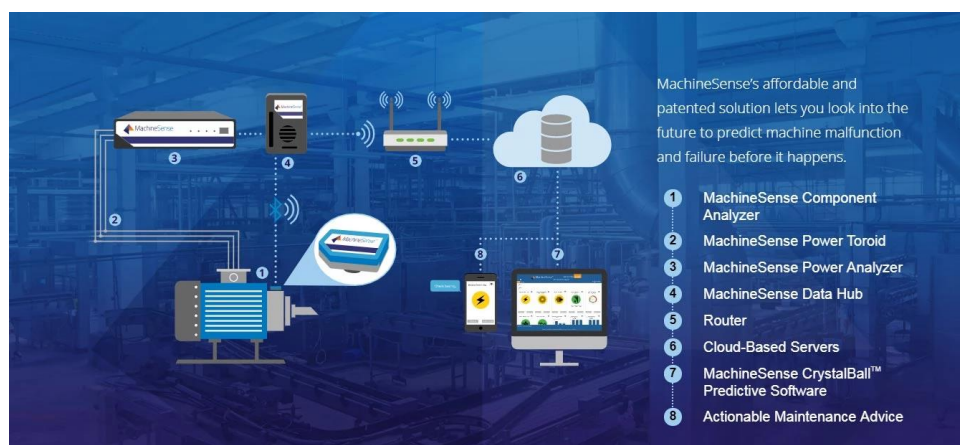 MachineSense's affordable and
patented solution lets you look into the
future to predict machine malfunction
and failure before it happens.
1 MachineSense Component
Analyzer
2 MachineSense Power Toroid
3 MachineSense Power Analyzer
4 MachineSense Data Hub
5 Router
6 Cloud-Based Servers
7 MachineSense CrystalBall™
Predictive Software
8 Actionable Maintenance Advice
MachineSense
3
4
5
6
2
1
MachineSense
8
7